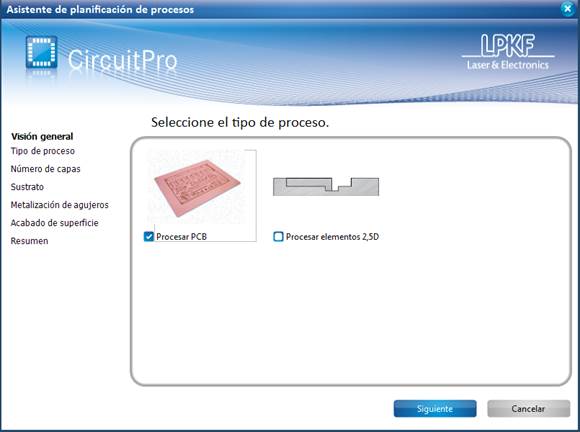 Asistente de planificación de procesos
CircuitPro
LPKF
Laser & Electronics
Seleccione el tipo de proceso.
Visión general
Tipo de proceso
Número de capas
Sustrato
Metalización de agujeros
Acabado de superficie
Resumen
Procesar PCB
Procesar elementos 2,5D
Siguiente
Cancelar